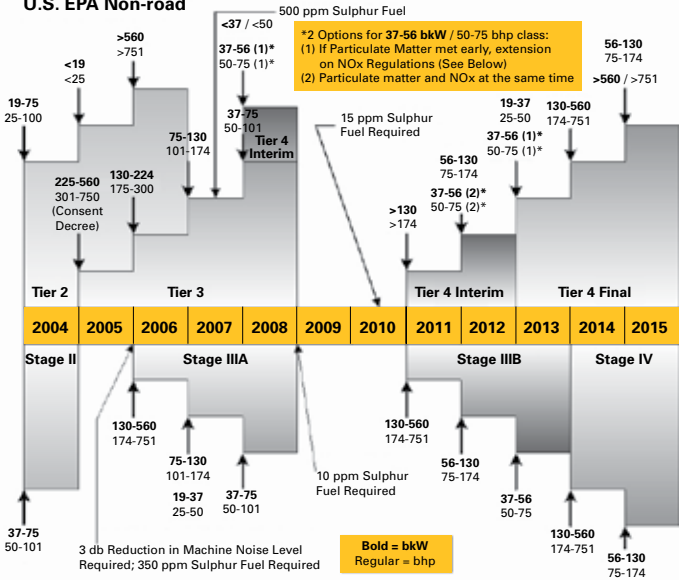 U.S. EPA Non-road
500 ppm Sulphur Fuel
<37 / <50
*2 Options for 37-56 bkW / 50-75 bhp class:
(1) If Particulate Matter met early, extension
on NOx Regulations (See Below)
(2) Particulate matter and NOx at the same time
>560
>751
<19
<25
19-75
25-100
37-56 (1)*
50-75 (1)*
37-75
50-101
Tier 4
Interim
75-130
101-174
225-560
301-750
(Consent
Decree)
130-224
175-300
15 ppm Sulphur
Fuel Required
>130
>174
56-130
75-174
37-56 (2)*
50-75 (2)*
19-37
25-50
37-56 (1)*
50-75 (1)*
130-560
174-751
56-130
75-174
>560 / >751
Tier 2
Tier 3
Tier 4 Interim
Tier 4 Final
2004 2005 2006 2007 2008 2009 2010 2011 2012 2013 2014 2015
Stage II
Stage IIIA
Stage IIIB
Stage IV
130-560
174-751
75-130
101-174
19-37
25-50
37-75
50-101
10 ppm Sulphur
Fuel Required
130-560
174-751
56-130
75-174
37-56
50-75
130-560
174-751
56-130
75-174
37-75
50-101
3 db Reduction in Machine Noise Level
Required; 350 ppm Sulphur Fuel Required
Bold = bkW
Regular = bhp